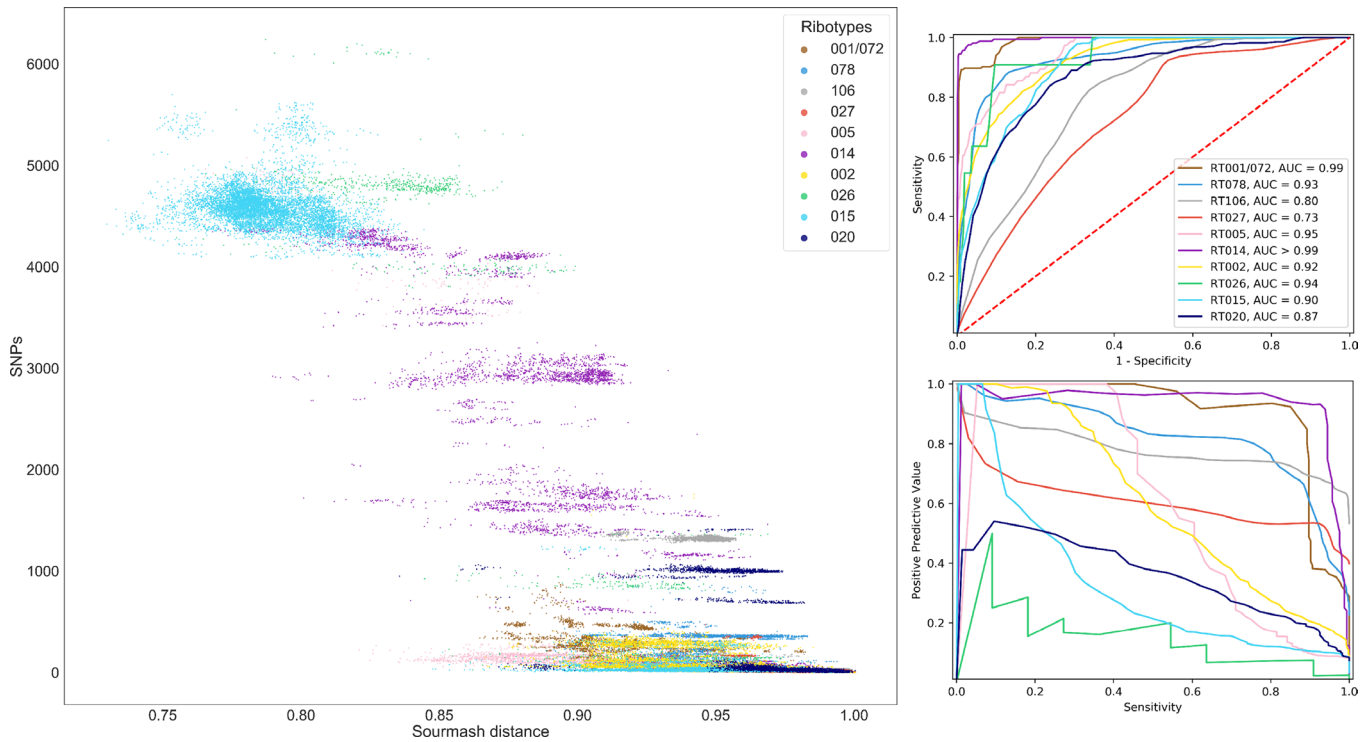 6000
5000
4000
3000
2000
1000
0
SNPs
0.75
0.80
0.85
0.90
0.95
1.00
Sourmash distance
Ribotypes
001/072
078
106
027
005
014
002
026
015
020
1.0
0.8
0.6
0.4
0.2
Sensitivity
RT001/072, AUC = 0.99
RT078, AUC = 0.93
RT106, AUC = 0.80
RT027, AUC = 0.73
RT005, AUC = 0.95
RT014, AUC > 0.99
RT002, AUC = 0.92
RT026, AUC = 0.94
RT015, AUC = 0.90
RT020, AUC = 0.87
0.0
0.2
0.4
0.6
0.8
1.0
1 - Specificity
1.0
0.8
0.6
0.4
0.2
Positive Predictive Value
0.0
0.2
0.4
0.6
0.8
1.0
Sensitivity